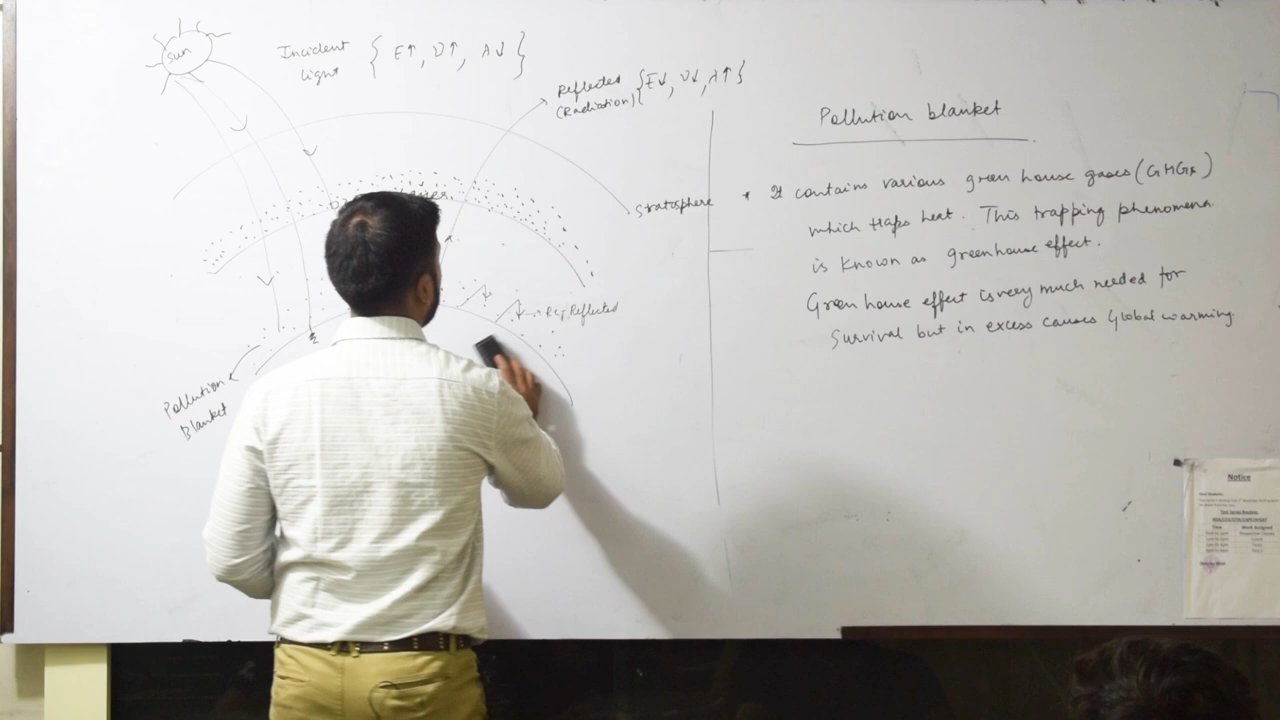 sun
Incident
light
{ E↑, ν↑, λ↓ }
Reflected
(Radiation)
{E↓, ν↓, λ↑}
Stratosphere
Re-Reflected
Pollution
Blanket
Pollution blanket
* It contains various green house gases (GHGs)
which traps heat. This trapping phenomena
is known as greenhouse effect.
Green house effect is very much needed for
Survival but in excess causes Global warming
Notice